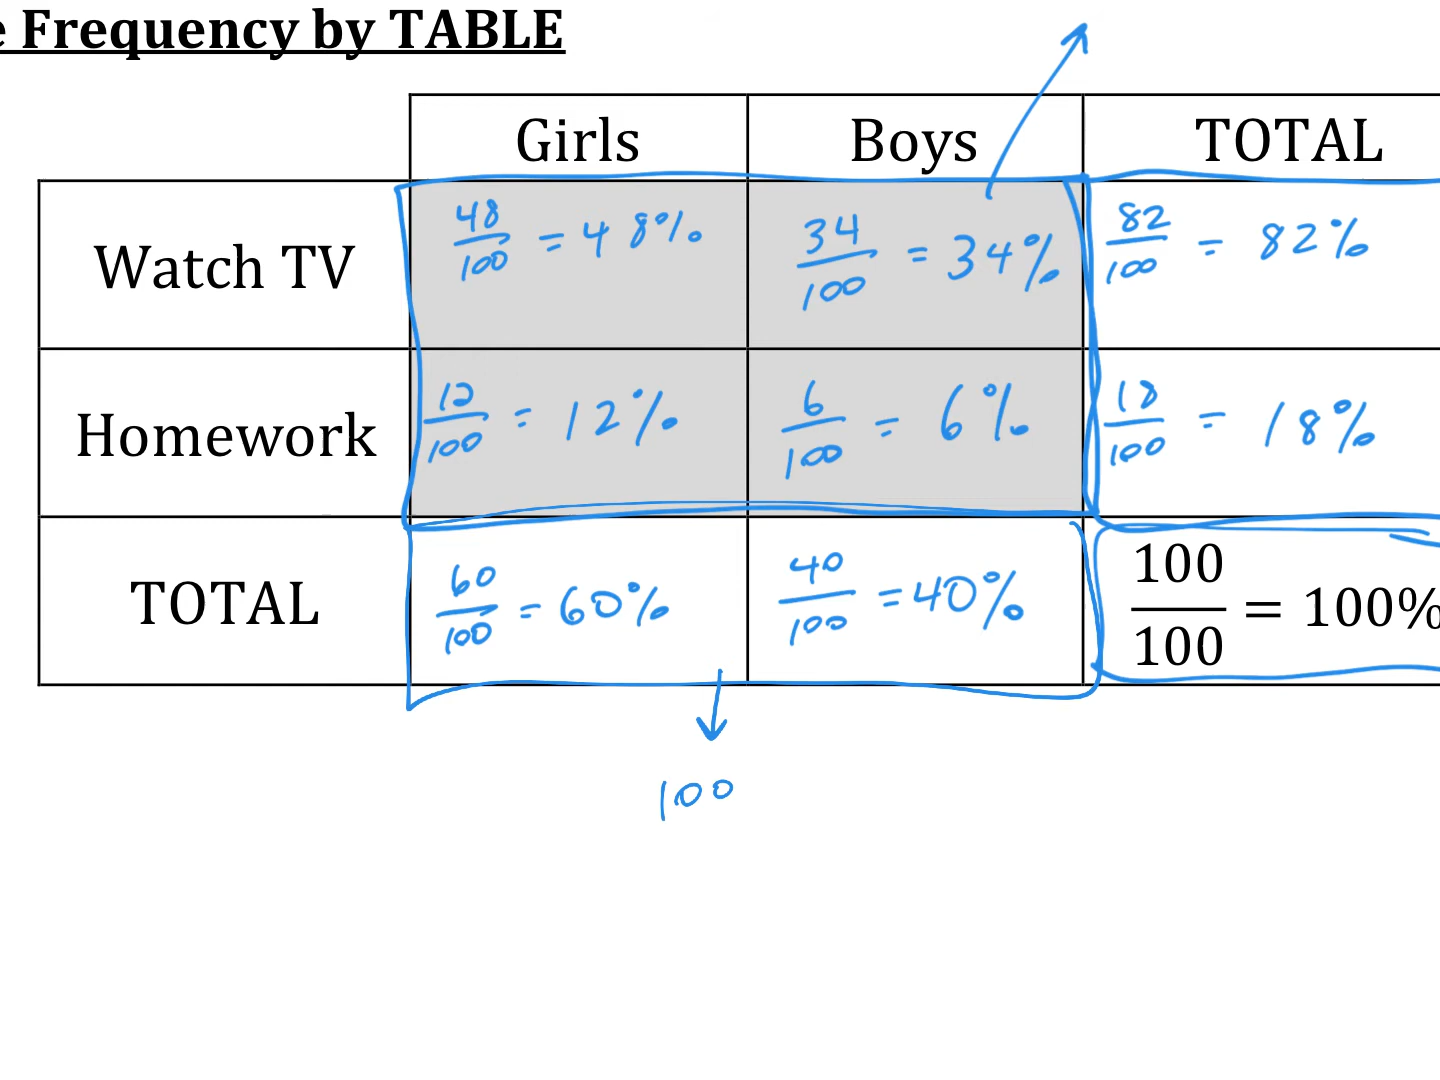 e Frequency by TABLE
Girls Boys TOTAL
Watch TV 48/100 = 48% 34/100 = 34% 82/100 = 82%
Homework 12/100 = 12% 6/100 = 6% 18/100 = 18%
TOTAL 60/100 = 60% 40/100 = 40% 100/100 = 100%
100